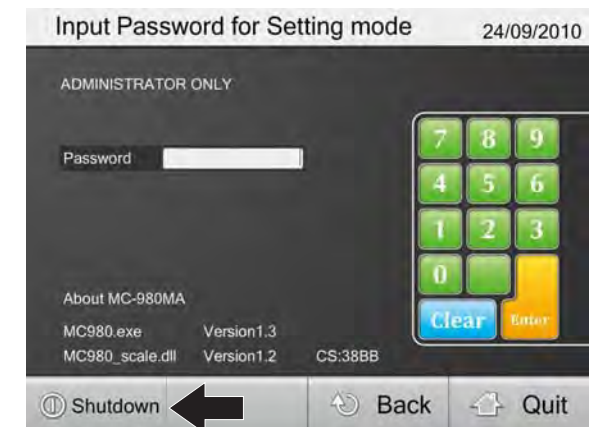 Input Password for Setting mode 24/09/2010
ADMINISTRATOR ONLY
Password
7 8 9
4 5 6
1 2 3
0
Clear Enter
About MC-980MA
MC980.exe Version1.3
MC980_scale.dll Version1.2 CS:38BB
Shutdown Back Quit